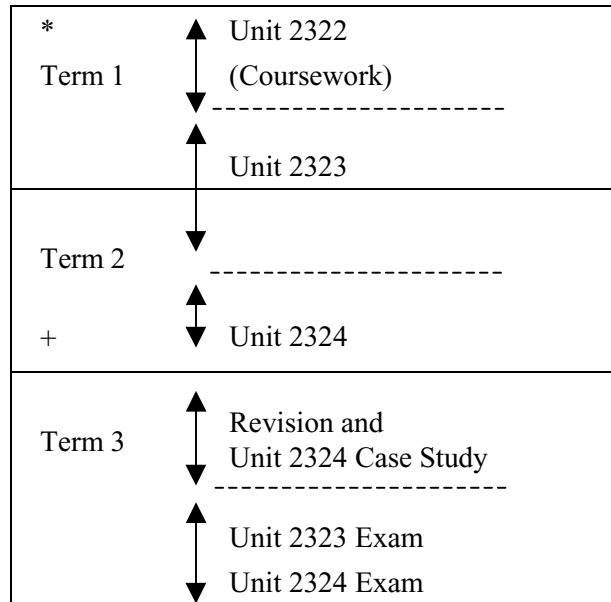 * Unit 2322
Term 1 (Coursework)
Unit 2323
Term 2
+ Unit 2324
Revision and
Term 3
Unit 2324 Case Study
Unit 2323 Exam
Unit 2324 Exam